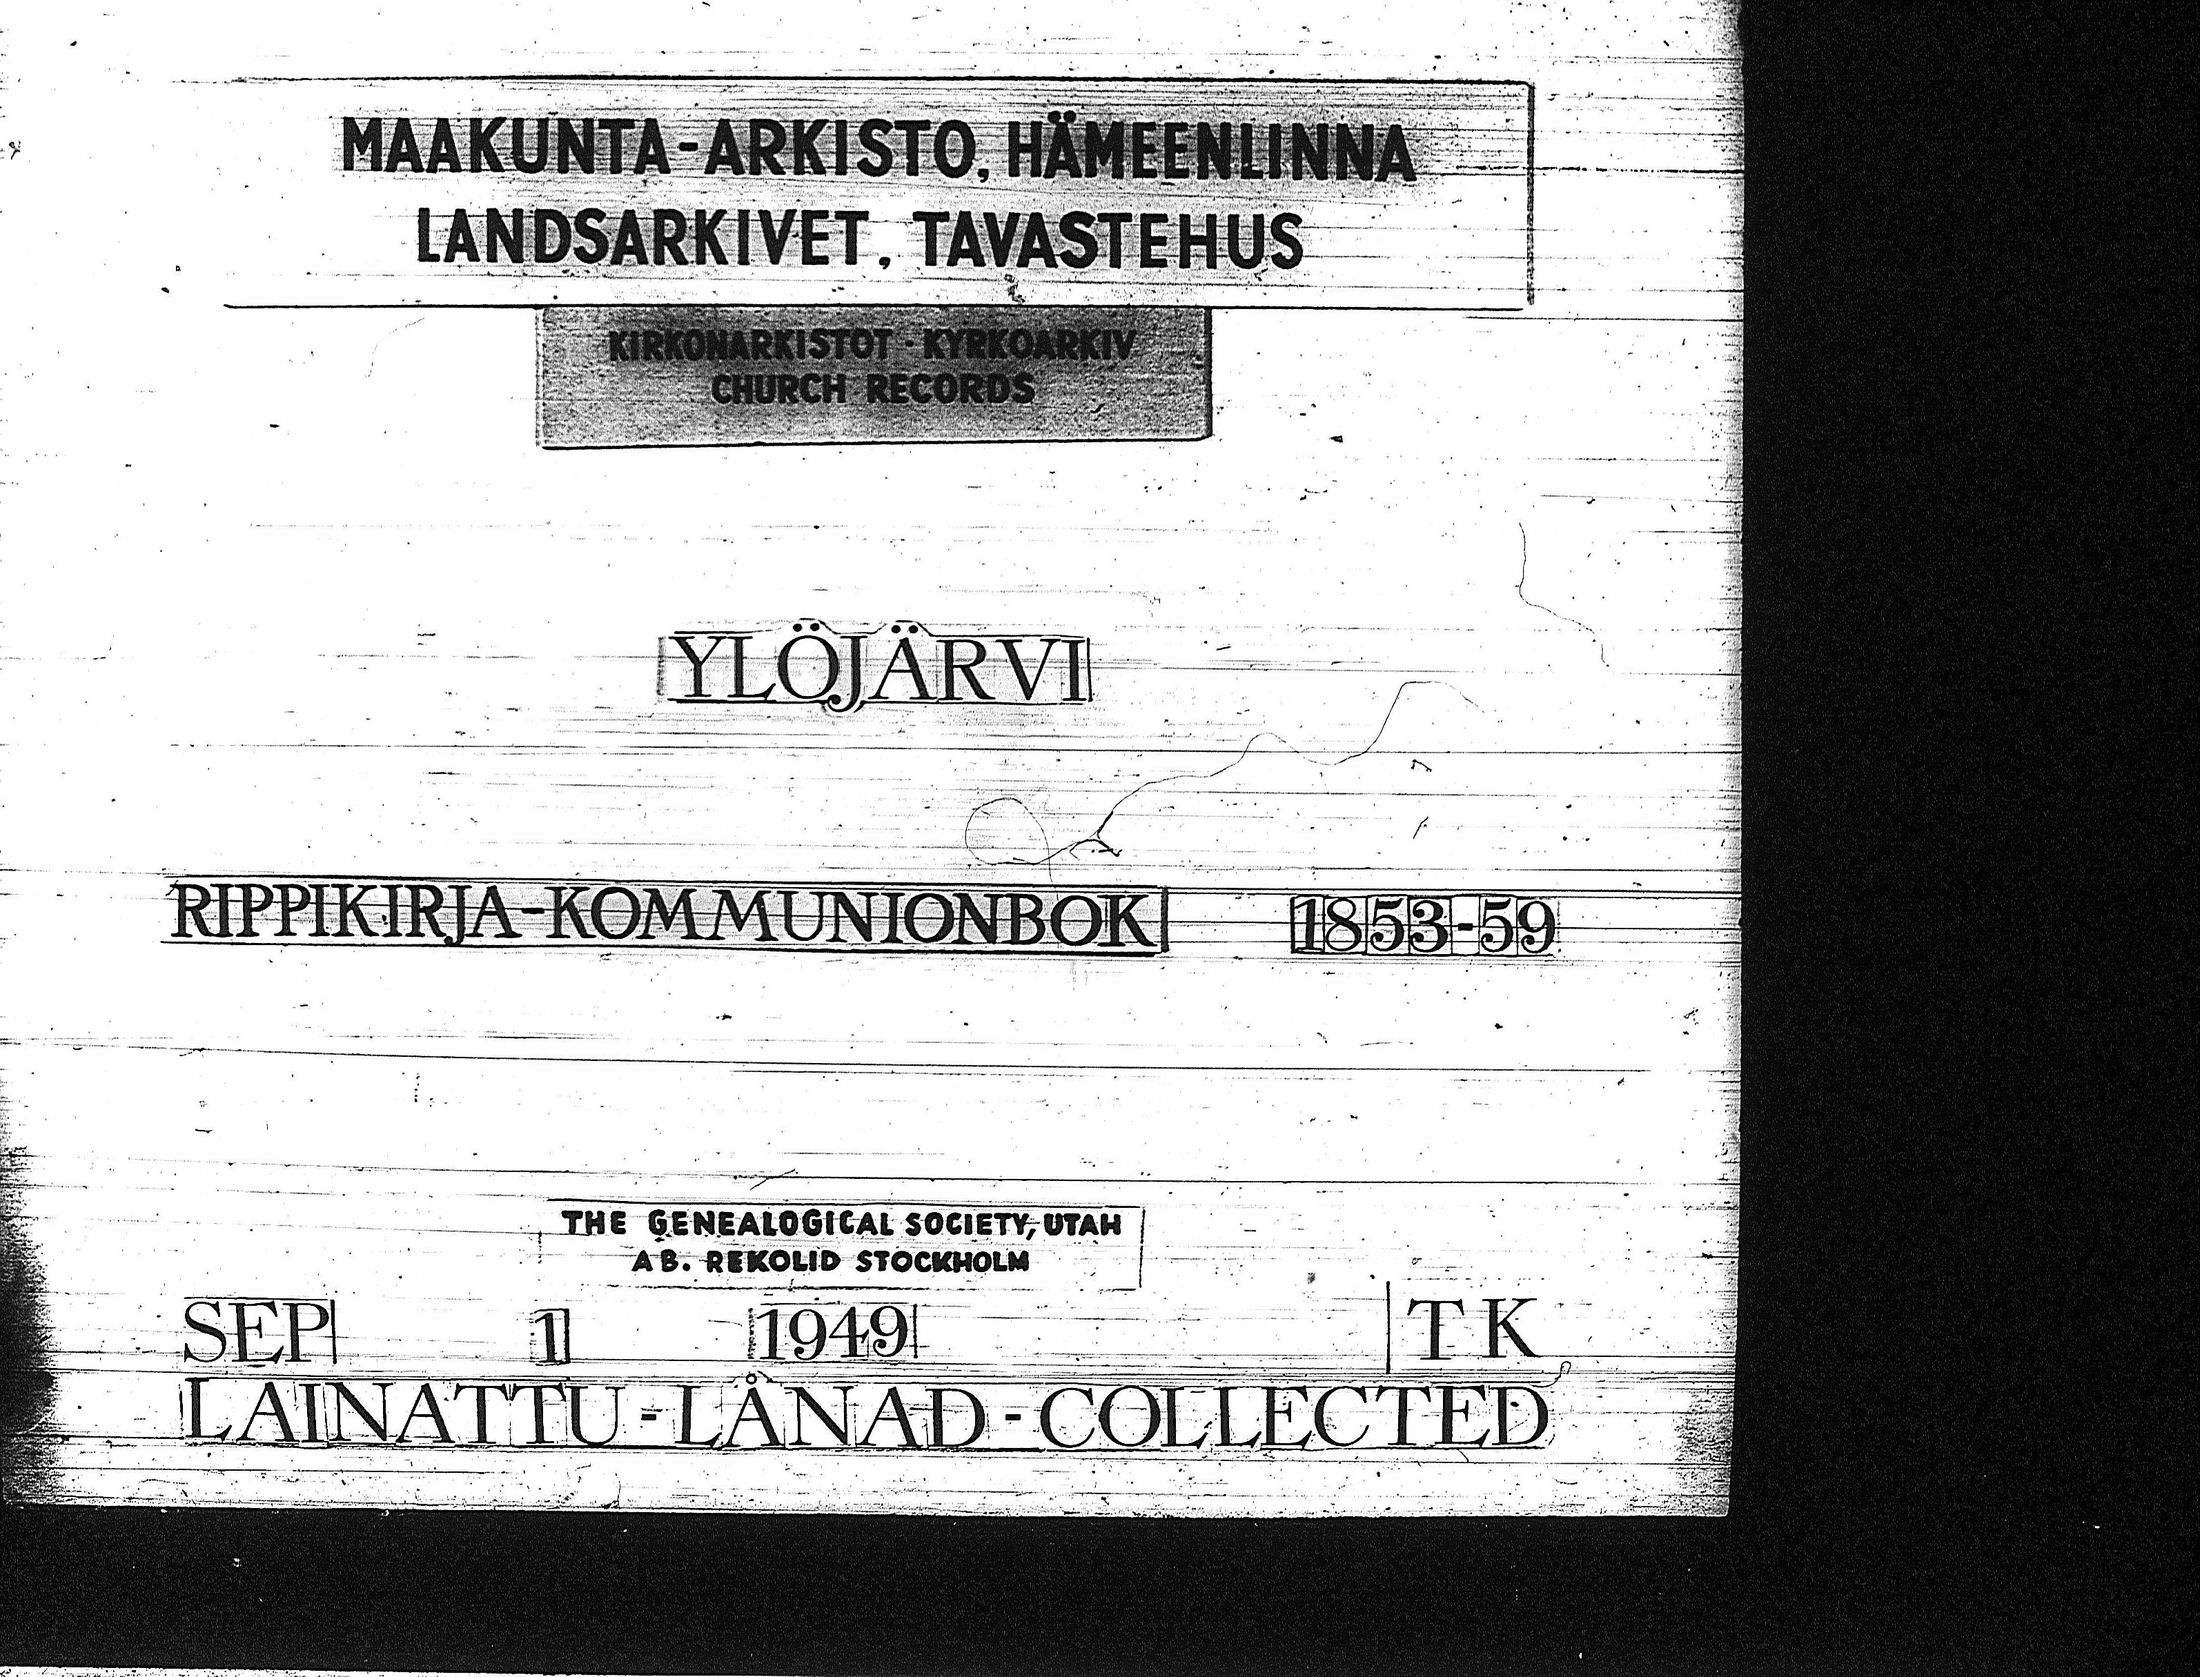 MAAKUNTA-ARKISTO, HÄMEENLINNA
LANDSARKIVET, TAVASTEHUS
KIRKONARKISTOT - KYRKOARKIV
CHURCH RECORDS
YLÖJÄRVI
RIPPIKIRJA-KOMMUNIONBOK 1853-59
THE GENEALOGICAL SOCIETY, UTAH
AB. REKOLID STOCKHOLM
SEP 1 1949 TK
LAINATTU-LÅNAD-COLLECTED